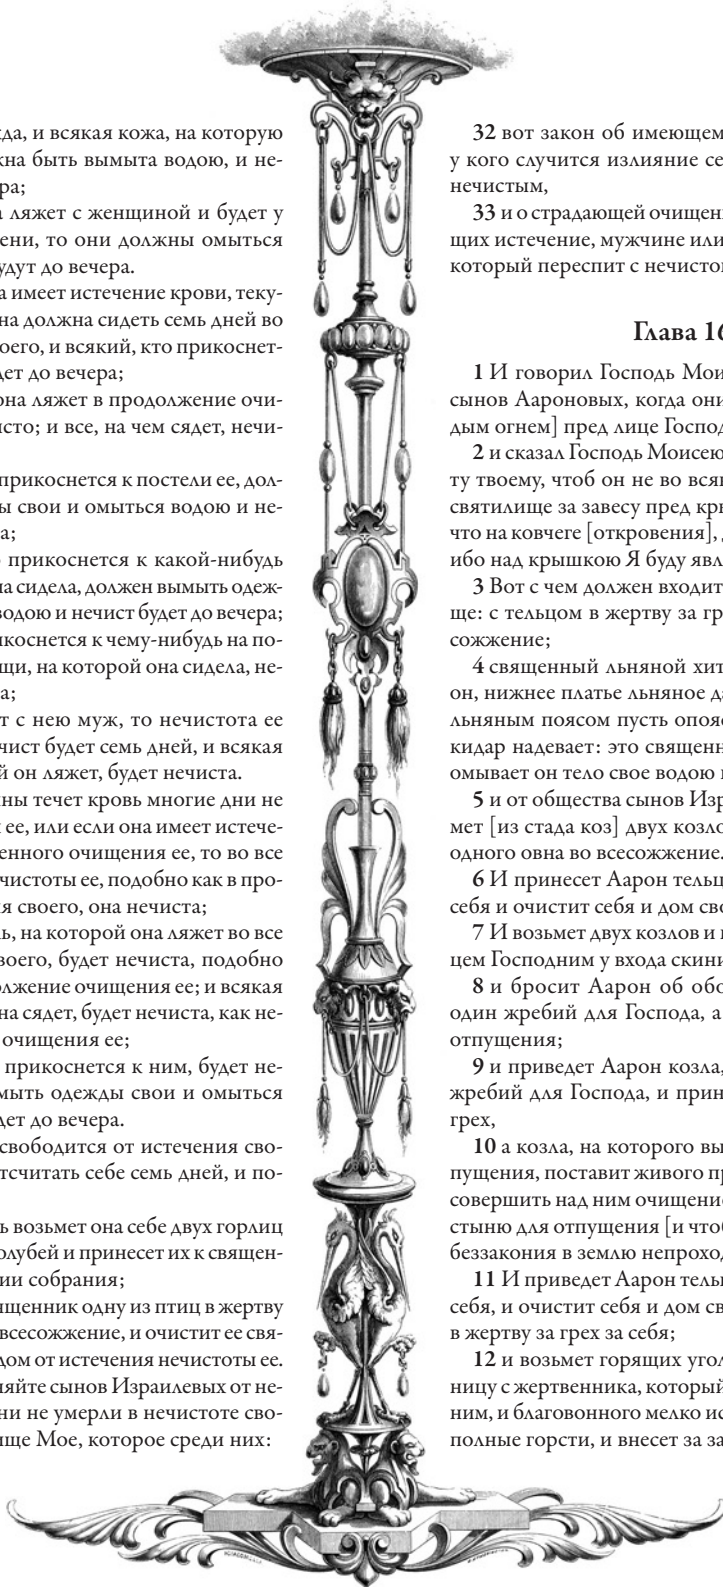 да, и всякая кожа, на которую
на быть вымыта водою, и не-
ра;
ляжет с женщиной и будет у
ени, то они должны омыться
удут до вечера.
а имеет истечение крови, теку-
на должна сидеть семь дней во
оего, и всякий, кто прикоснет-
дет до вечера;
она ляжет в продолжение очи-
исто; и все, на чем сядет, нечи-
прикоснется к постели ее, дол-
ы свои и омыться водою и не-
а;
прикоснется к какой-нибудь
на сидела, должен вымыть одеж-
водою и нечист будет до вечера;
икоснется к чему-нибудь на по-
щи, на которой она сидела, не-
а;
т с нею муж, то нечистота ее
чист будет семь дней, и всякая
й он ляжет, будет нечиста.
ны течет кровь многие дни не
ее, или если она имеет истече-
енного очищения ее, то во все
чистоты ее, подобно как в про-
я своего, она нечиста;
ь, на которой она ляжет во все
воего, будет нечиста, подобно
олжение очищения ее; и всякая
на сядет, будет нечиста, как не-
очищения ее;
прикоснется к ним, будет не-
мыть одежды свои и омыться
дет до вечера.
свободится от истечения сво-
тсчитать себе семь дней, и по-
ь возьмет она себе двух горлиц
олубей и принесет их к священ-
ии собрания;
ященник одну из птиц в жертву
всесожжение, и очистит ее свя-
дом от истечения нечистоты ее.
няйте сынов Израилевых от не-
ни не умерли в нечистоте сво-
ище Мое, которое среди них:
32 вот закон об имеющем
у кого случится излияние се
нечистым,
33 и о страдающей очищен
щих истечение, мужчине или
который переспит с нечисто
Глава 16
1 И говорил Господь Мои
сынов Аароновых, когда они
дым огнем] пред лице Господ
2 и сказал Господь Моисею
ту твоему, чтоб он не во вся
святилище за завесу пред кры
что на ковчеге [откровения],
ибо над крышкою Я буду явл
3 Вот с чем должен входит
ще: с тельцом в жертву за гр
сожжение;
4 священный льняной хит
он, нижнее платье льняное д
льняным поясом пусть опояс
кидар надевает: это священн
омывает он тело свое водою и
5 и от общества сынов Изр
мет [из стада коз] двух козло
одного овна во всесожжение.
6 И принесет Аарон тельц
себя и очистит себя и дом сво
7 И возьмет двух козлов и п
цем Господним у входа скини
8 и бросит Аарон об обо
один жребий для Господа, а
отпущения;
9 и приведет Аарон козла,
жребий для Господа, и прин
грех,
10 а козла, на которого вы
пущения, поставит живого пр
совершить над ним очищение
стыню для отпущения [и чтоб
беззакония в землю непроход
11 И приведет Аарон тельц
себя, и очистит себя и дом св
в жертву за грех за себя;
12 и возьмет горящих угол
ницу с жертвенника, который
ним, и благовонного мелко ис
полные горсти, и внесет за за